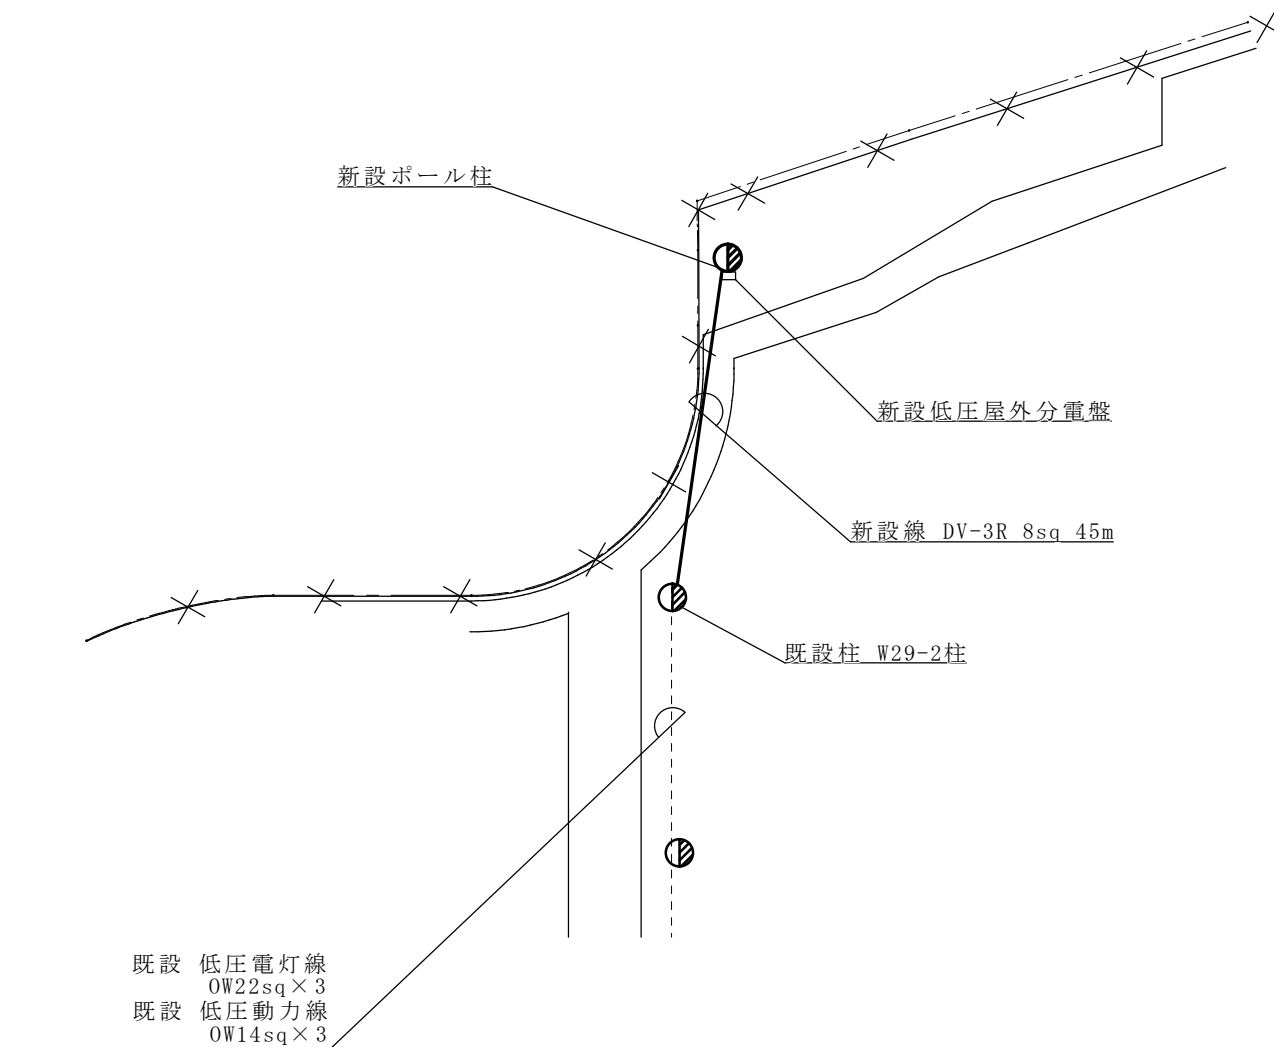 新設ポール柱
新設低圧屋外分電盤
新設線 DV-3R 8sq 45m
既設柱 W29-2柱
既設 低圧電灯線
OW22sq×3
既設 低圧動力線
OW14sq×3